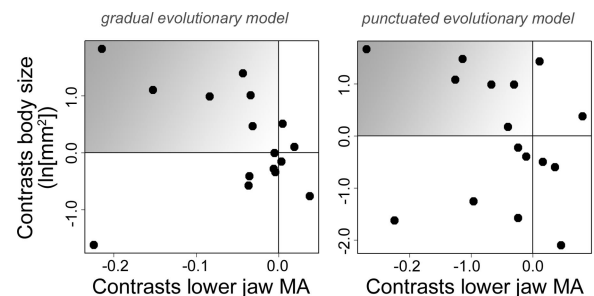 gradual evolutionary model
punctuated evolutionary model
Contrasts body size
(ln[mm²])
1.0
0.0
-1.0
-0.2
-0.1
0.0
Contrasts lower jaw MA
1.0
0.0
-1.0
-2.0
-0.2
-1.0
0.0
Contrasts lower jaw MA